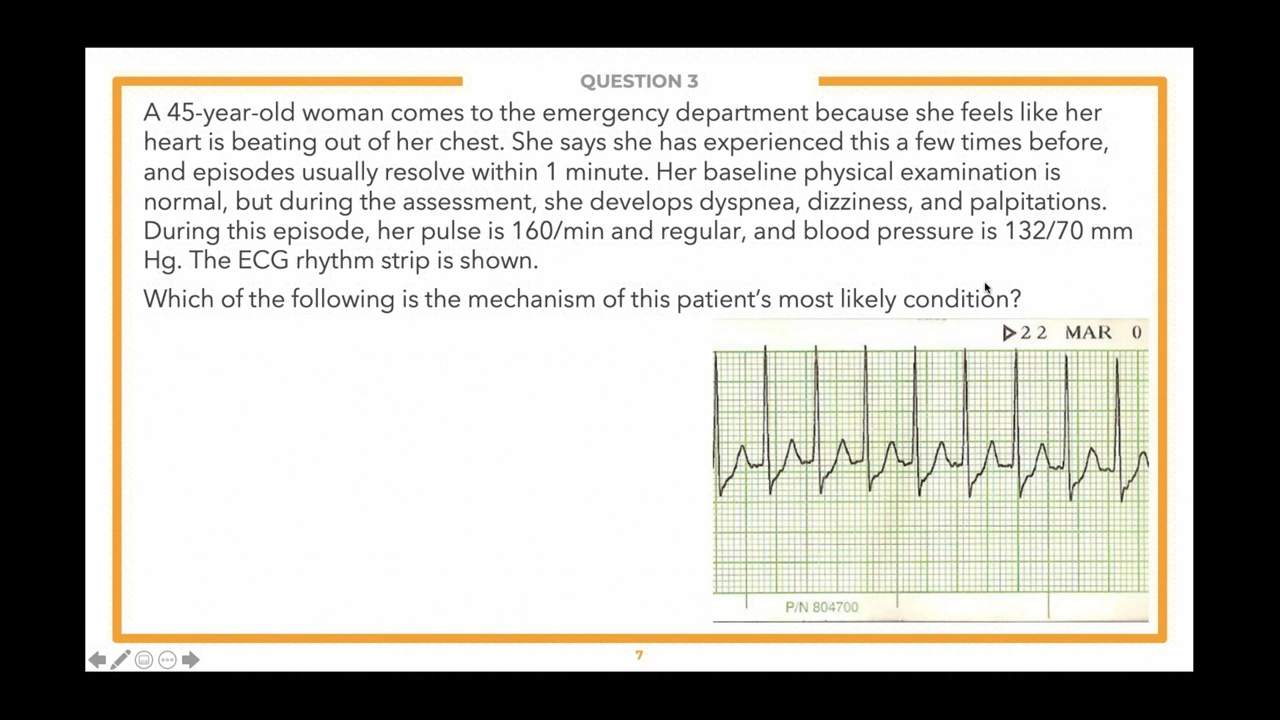 QUESTION 3
A 45-year-old woman comes to the emergency department because she feels like her
heart is beating out of her chest. She says she has experienced this a few times before,
and episodes usually resolve within 1 minute. Her baseline physical examination is
normal, but during the assessment, she develops dyspnea, dizziness, and palpitations.
During this episode, her pulse is 160/min and regular, and blood pressure is 132/70 mm
Hg. The ECG rhythm strip is shown.
Which of the following is the mechanism of this patient's most likely condition?
22 MAR 0
P/N 804700
7